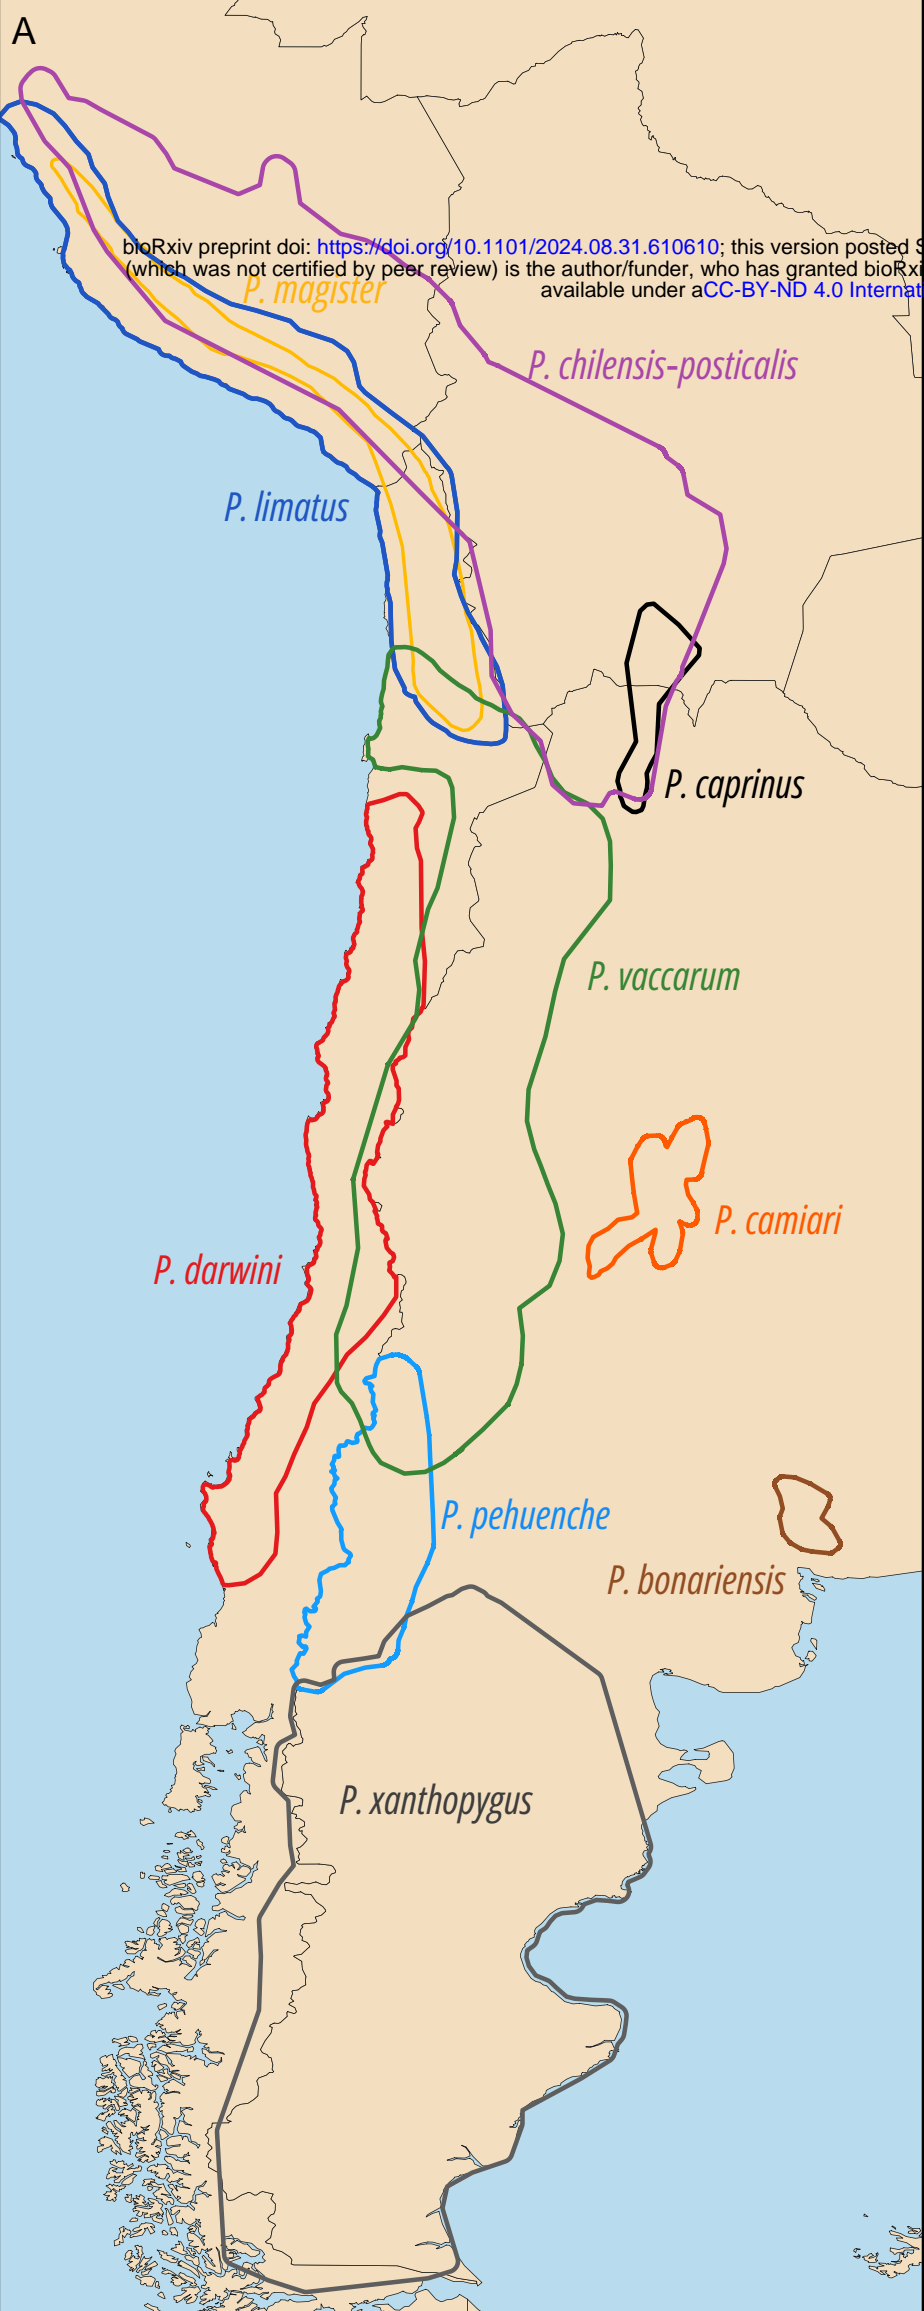 A
bioRxiv preprint doi: https://doi.org/10.1101/2024.08.31.610610; this version posted S
(which was not certified by peer review) is the author/funder, who has granted bioRxi
P. magister
available under aCC-BY-ND 4.0 Internat
P. chilensis-posticalis
P. limatus
P. caprinus
P. vaccarum
P. camiari
P. darwini
P. pehuenche
P. bonariensis
P. xanthopygus